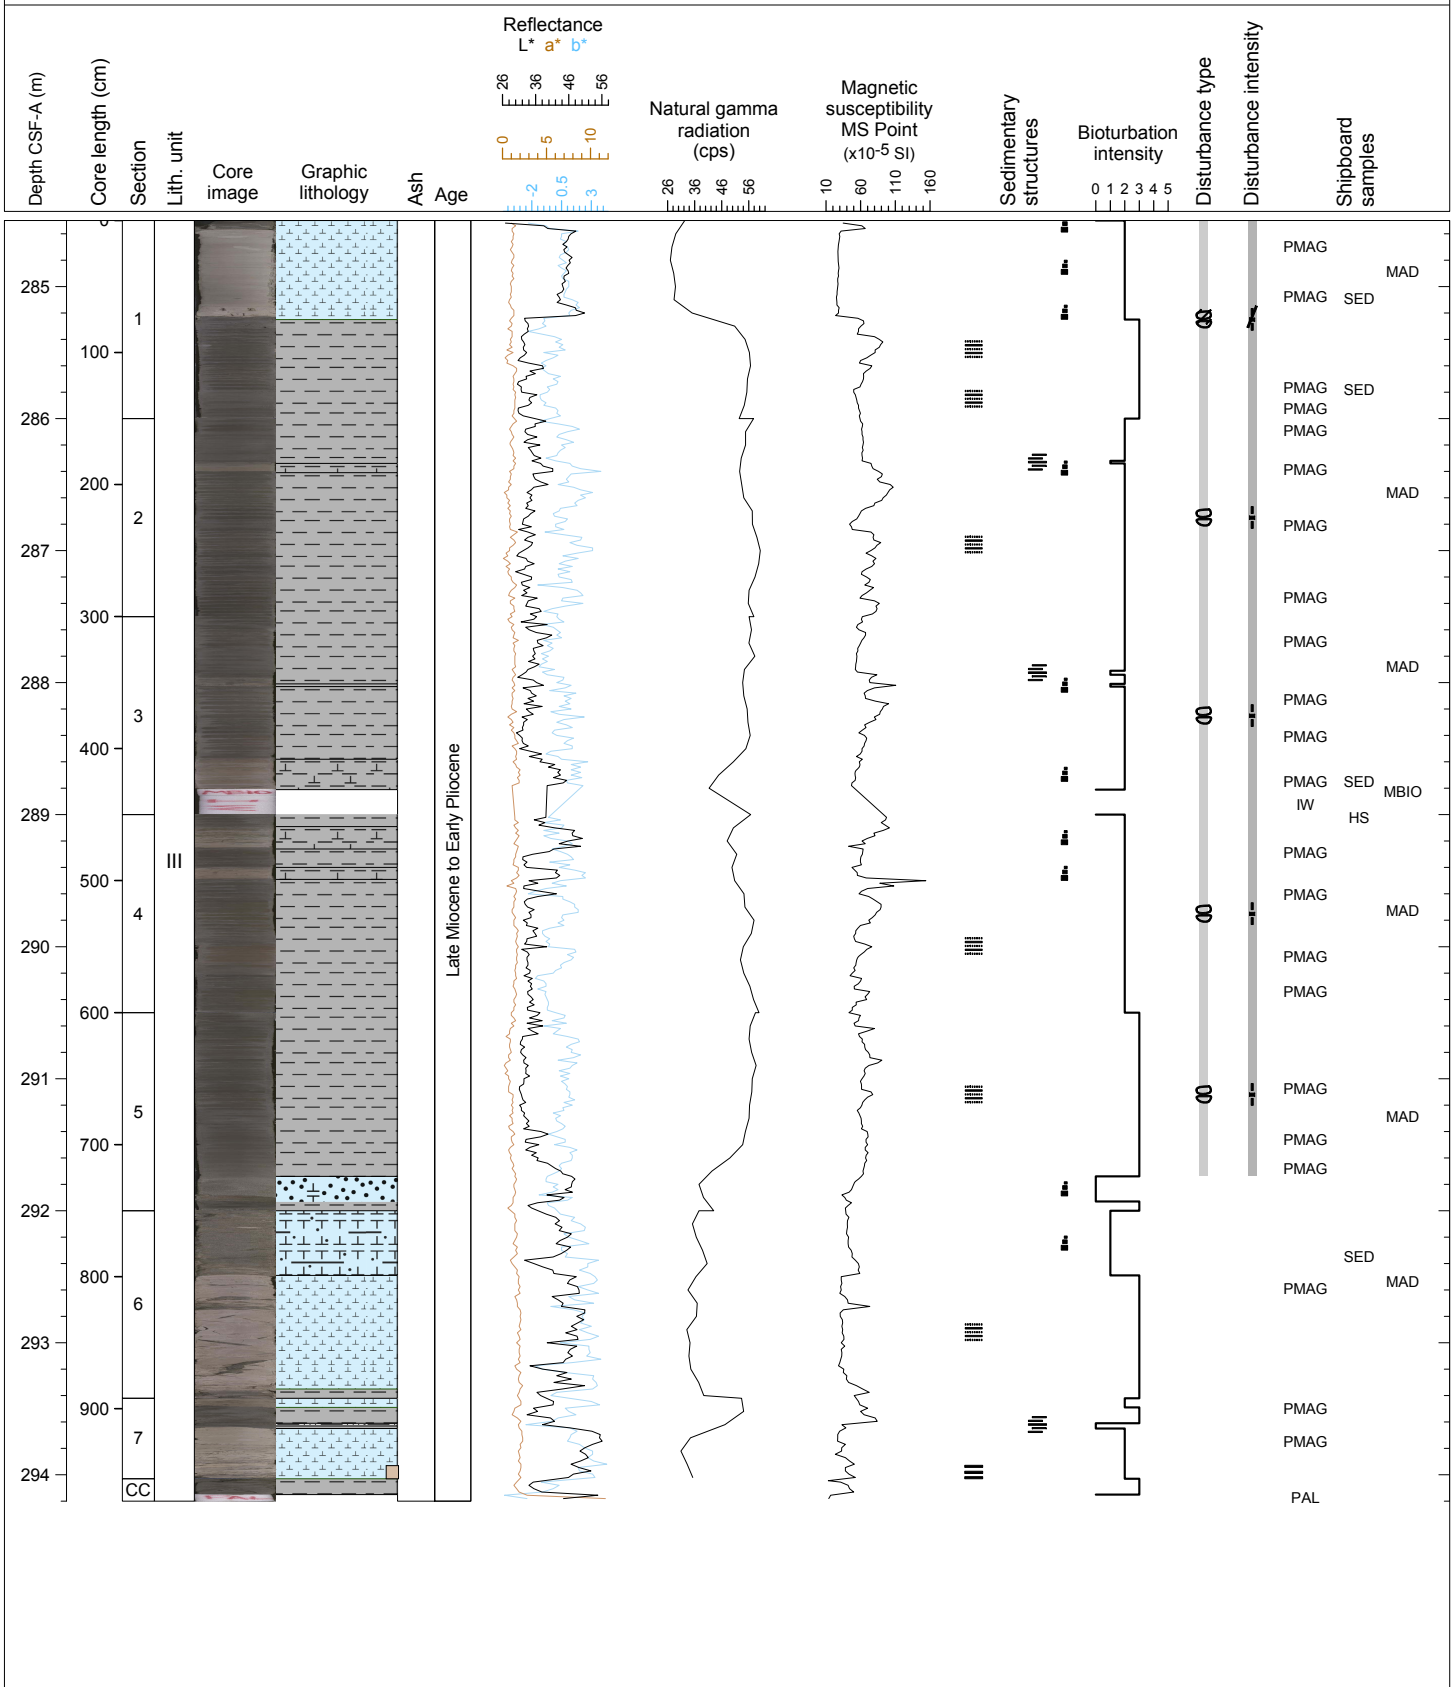 Depth CSF-A (m)
Core length (cm)
Section
Lith. unit
Core
image
Graphic
lithology
Ash
Age
Reflectance
L* a* b*
26 36 46 56
0 5 10
-2 0.5 3
Natural gamma
radiation
(cps)
26 36 46 56
Magnetic
susceptibility
MS Point
(x10-5 SI)
10 60 110 160
Sedimentary
structures
Bioturbation
intensity
0 1 2 3 4 5
Disturbance type
Disturbance intensity
Shipboard
samples
0
PMAG
MAD
285
PMAG SED
1
100
PMAG SED
PMAG
286
PMAG
PMAG
200
MAD
2
PMAG
287
PMAG
300
PMAG
MAD
288
PMAG
3
PMAG
400
PMAG SED
MBIO
IW
289
HS
Late Miocene to Early Pliocene
III
PMAG
500
PMAG
4
MAD
290
PMAG
PMAG
600
291
PMAG
5
MAD
700
PMAG
PMAG
292
SED
800
MAD
PMAG
6
293
900
PMAG
7
PMAG
294
CC
PAL